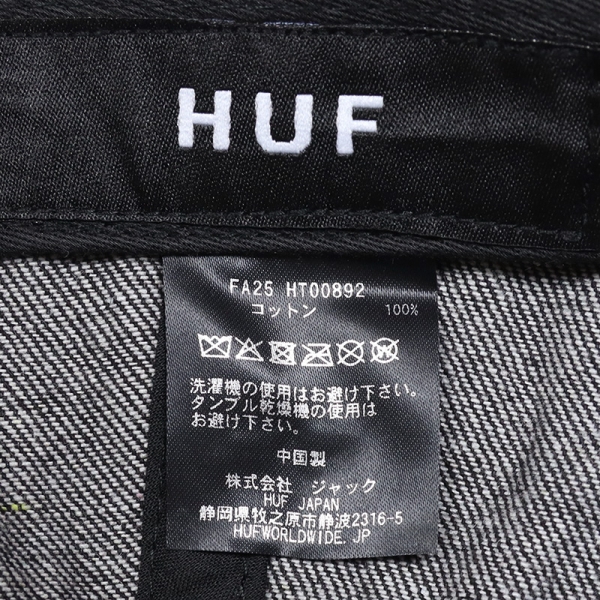 HUF
FA25 HT00892
コットン 100%
洗濯機の使用はお避け下さい。
タンブル乾燥機の使用は
お避け下さい。
中国製
株式会社 ジャック
HUF JAPAN
静岡県牧之原市静波2316-5
HUFWORLDWIDE.JP